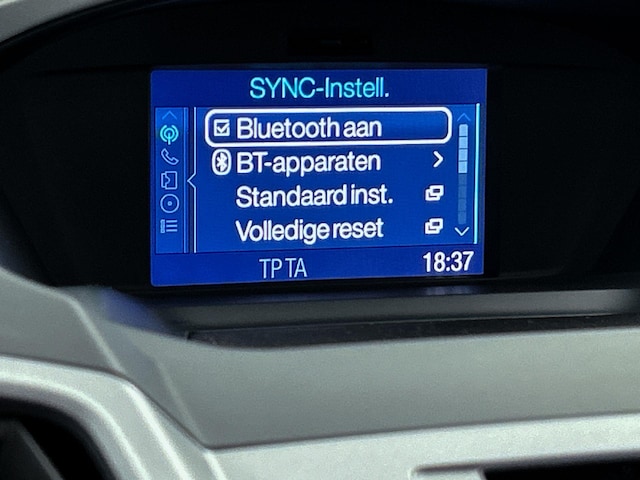 SYNC-Instell.
Bluetooth aan
BT-apparaten
Standaard inst.
Volledige reset
TP TA 18:37